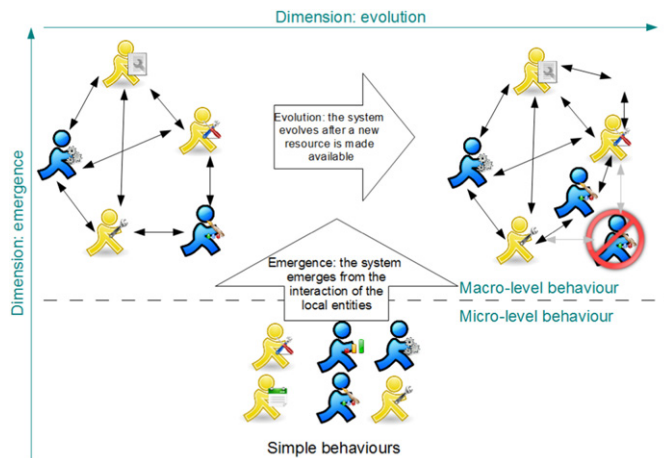 Dimension: evolution
Dimension: emergence
Evolution: the system
evolves after a new
resource is made
available
Emergence: the system
emerges from the
interaction of the
local entities
Macro-level behaviour
Micro-level behaviour
Simple behaviours